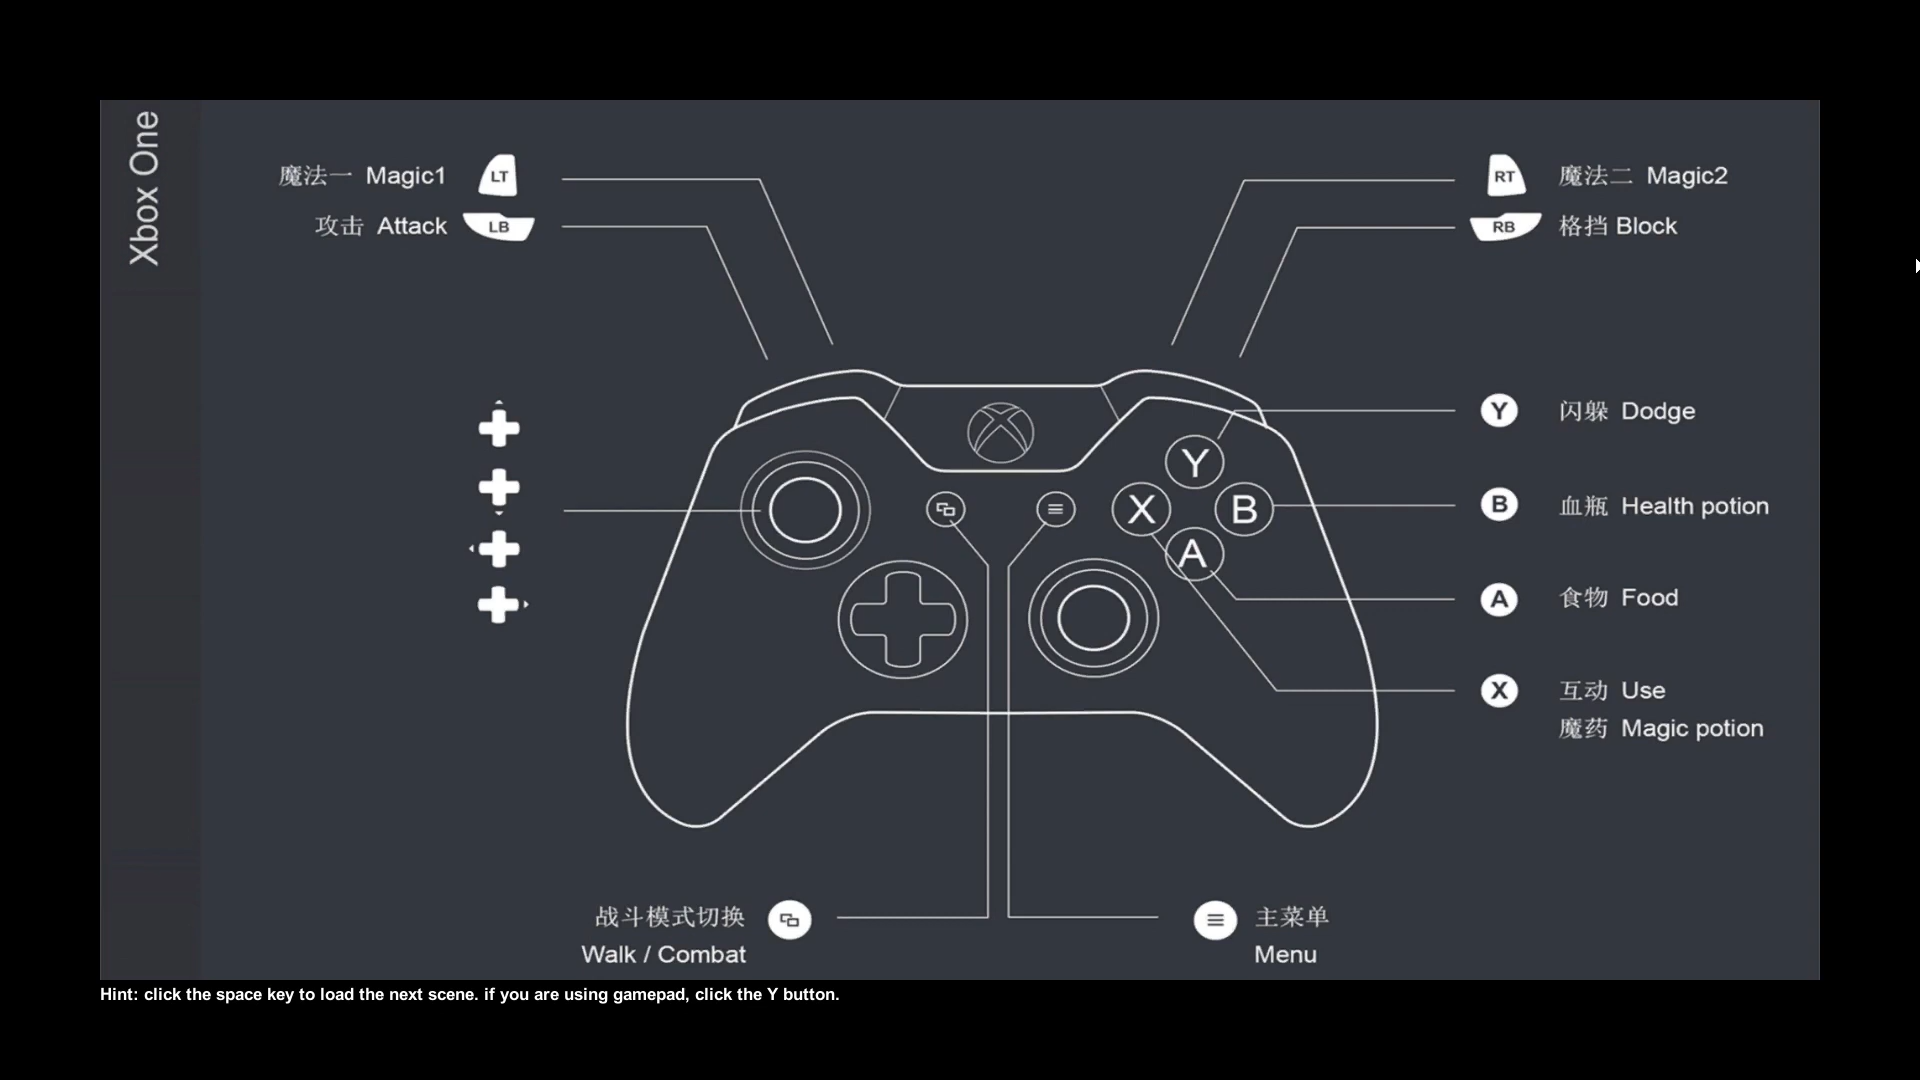 Xbox One
魔法一 Magic1 LT
攻击 Attack LB
RT 魔法二 Magic2
RB 格挡 Block
Y 闪躲 Dodge
B 血瓶 Health potion
A 食物 Food
X 互动 Use
魔药 Magic potion
Y
X B
A
战斗模式切换
Walk / Combat
主菜单
Menu
Hint: click the space key to load the next scene. if you are using gamepad, click the Y button.